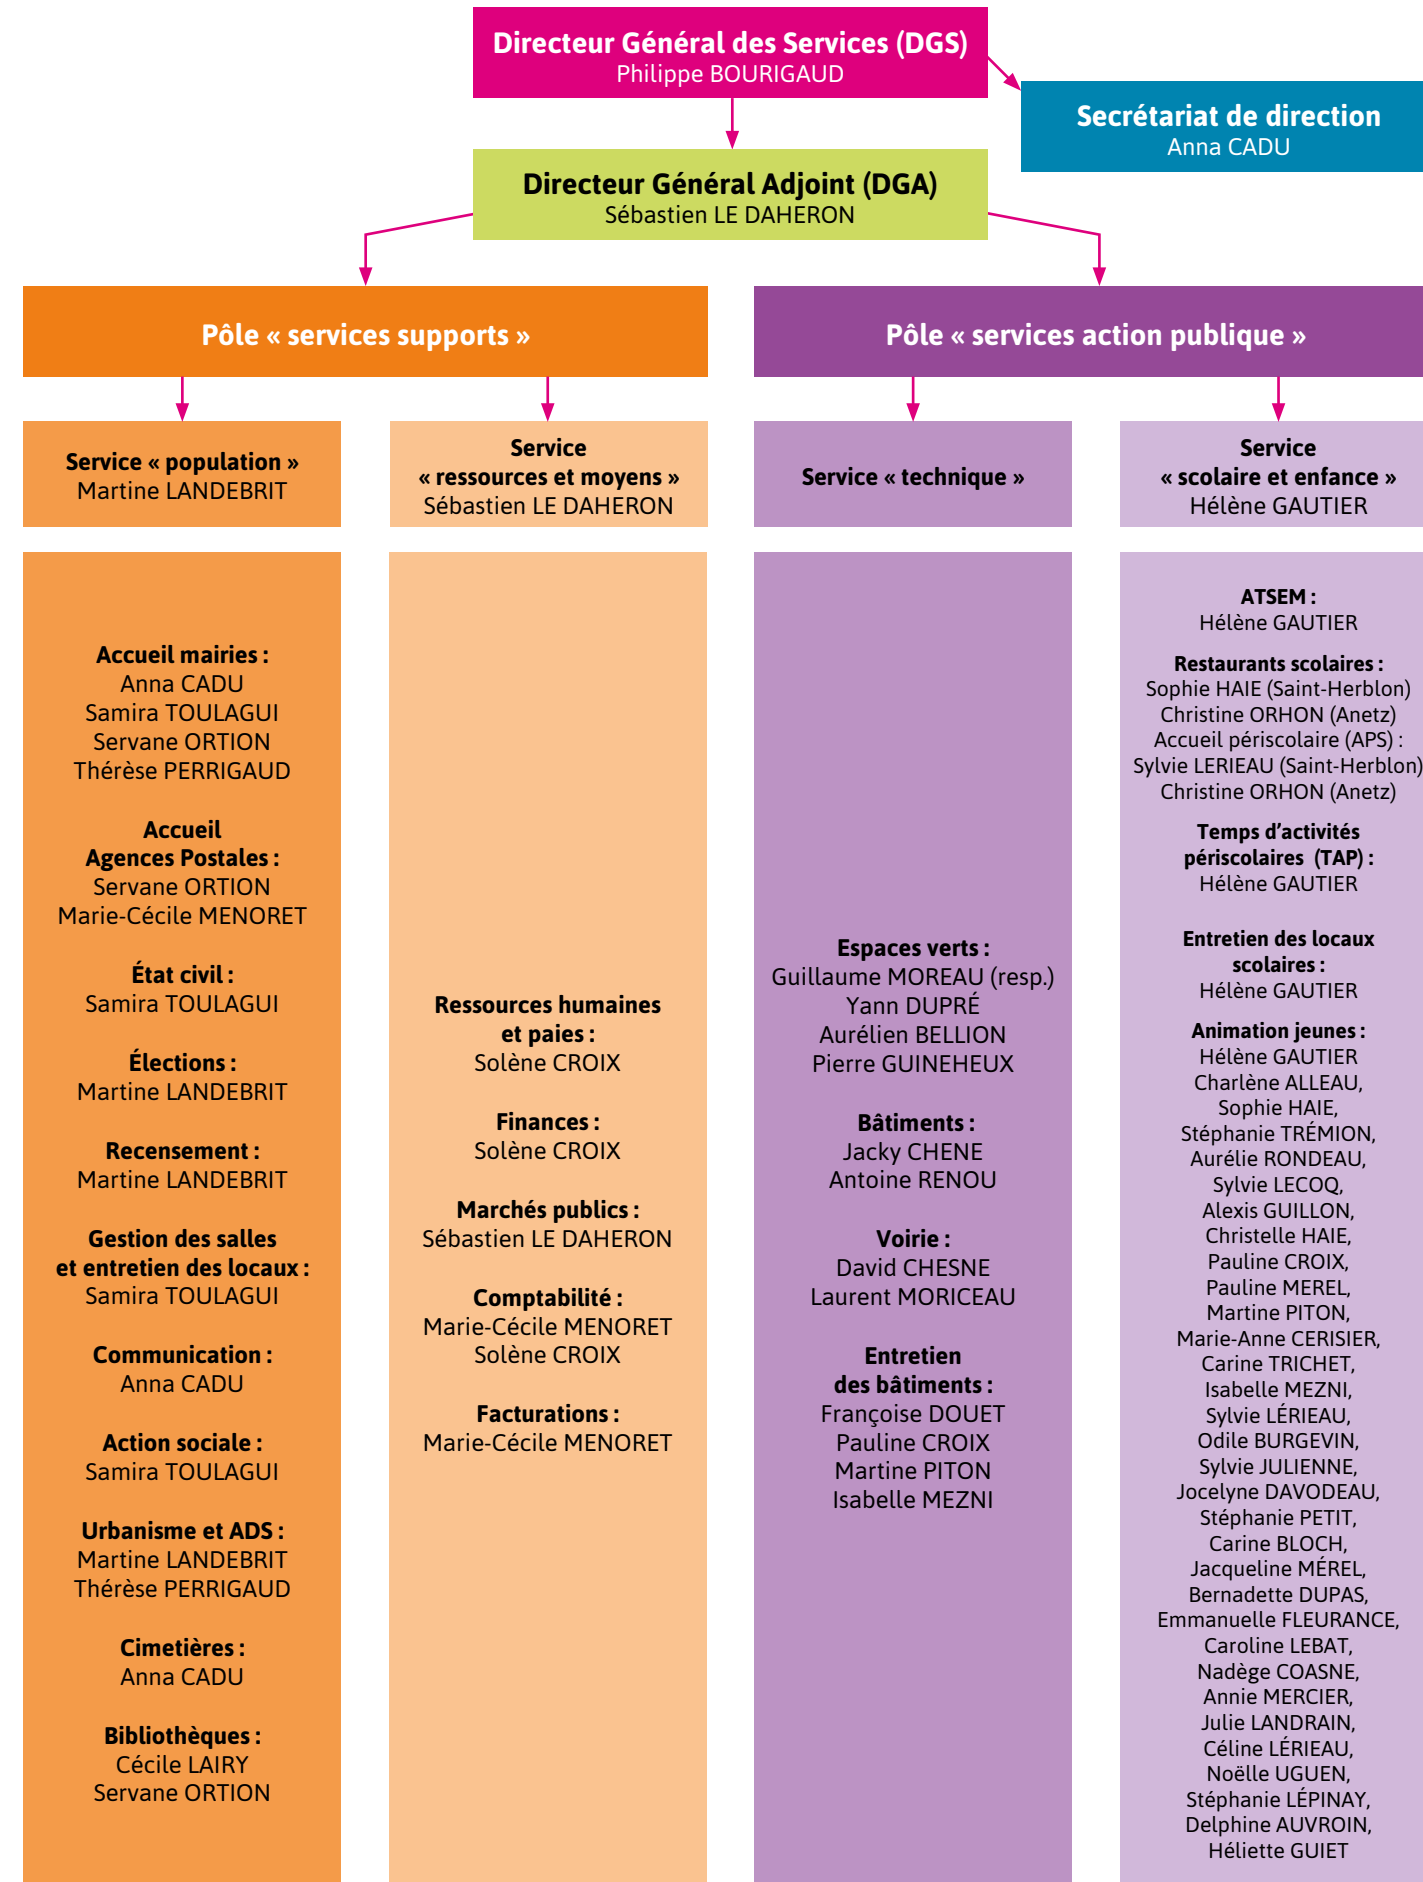 Directeur Général des Services (DGS)
Philippe BOURIGAUD
Secrétariat de direction
Anna CADU
Directeur Général Adjoint (DGA)
Sébastien LE DAHERON
Pôle « services supports »
Pôle « services action publique »
Service « population »
Martine LANDEBRIT
Service
« ressources et moyens »
Sébastien LE DAHERON
Service « technique »
Service
« scolaire et enfance »
Hélène GAUTIER
Accueil mairies :
Anna CADU
Samira TOULAGUI
Servane ORTION
Thérèse PERRIGAUD
Accueil
Agences Postales :
Servane ORTION
Marie-Cécile MENORET
État civil :
Samira TOULAGUI
Élections :
Martine LANDEBRIT
Recensement :
Martine LANDEBRIT
Gestion des salles
et entretien des locaux :
Samira TOULAGUI
Communication :
Anna CADU
Action sociale :
Samira TOULAGUI
Urbanisme et ADS :
Martine LANDEBRIT
Thérèse PERRIGAUD
Cimetières :
Anna CADU
Bibliothèques :
Cécile LAIRY
Servane ORTION
Ressources humaines
et paies :
Solène CROIX
Finances :
Solène CROIX
Marchés publics :
Sébastien LE DAHERON
Comptabilité :
Marie-Cécile MENORET
Solène CROIX
Facturations :
Marie-Cécile MENORET
Espaces verts :
Guillaume MOREAU (resp.)
Yann DUPRÉ
Aurélien BELLION
Pierre GUINEHEUX
Bâtiments :
Jacky CHENE
Antoine RENOU
Voirie :
David CHESNE
Laurent MORICEAU
Entretien
des bâtiments :
Françoise DOUET
Pauline CROIX
Martine PITON
Isabelle MEZNI
ATSEM :
Hélène GAUTIER
Restaurants scolaires :
Sophie HAIE (Saint-Herblon)
Christine ORHON (Anetz)
Accueil périscolaire (APS) :
Sylvie LERIEAU (Saint-Herblon)
Christine ORHON (Anetz)
Temps d’activités
périscolaires (TAP) :
Hélène GAUTIER
Entretien des locaux
scolaires :
Hélène GAUTIER
Animation jeunes :
Hélène GAUTIER
Charlène ALLEAU,
Sophie HAIE,
Stéphanie TRÉMION,
Aurélie RONDEAU,
Sylvie LECOQ,
Alexis GUILLON,
Christelle HAIE,
Pauline CROIX,
Pauline MEREL,
Martine PITON,
Marie-Anne CERISIER,
Carine TRICHET,
Isabelle MEZNI,
Sylvie LÉRIEAU,
Odile BURGEVIN,
Sylvie JULIENNE,
Jocelyne DAVODEAU,
Stéphanie PETIT,
Carine BLOCH,
Jacqueline MÉREL,
Bernadette DUPAS,
Emmanuelle FLEURANCE,
Caroline LEBAT,
Nadège COASNE,
Annie MERCIER,
Julie LANDRAIN,
Céline LÉRIEAU,
Noëlle UGUEN,
Stéphanie LÉPINAY,
Delphine AUVROIN,
Héliette GUIET